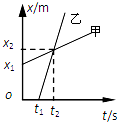 x/m
乙
甲
x₂
x₁
o
t₁
t₂
t/s